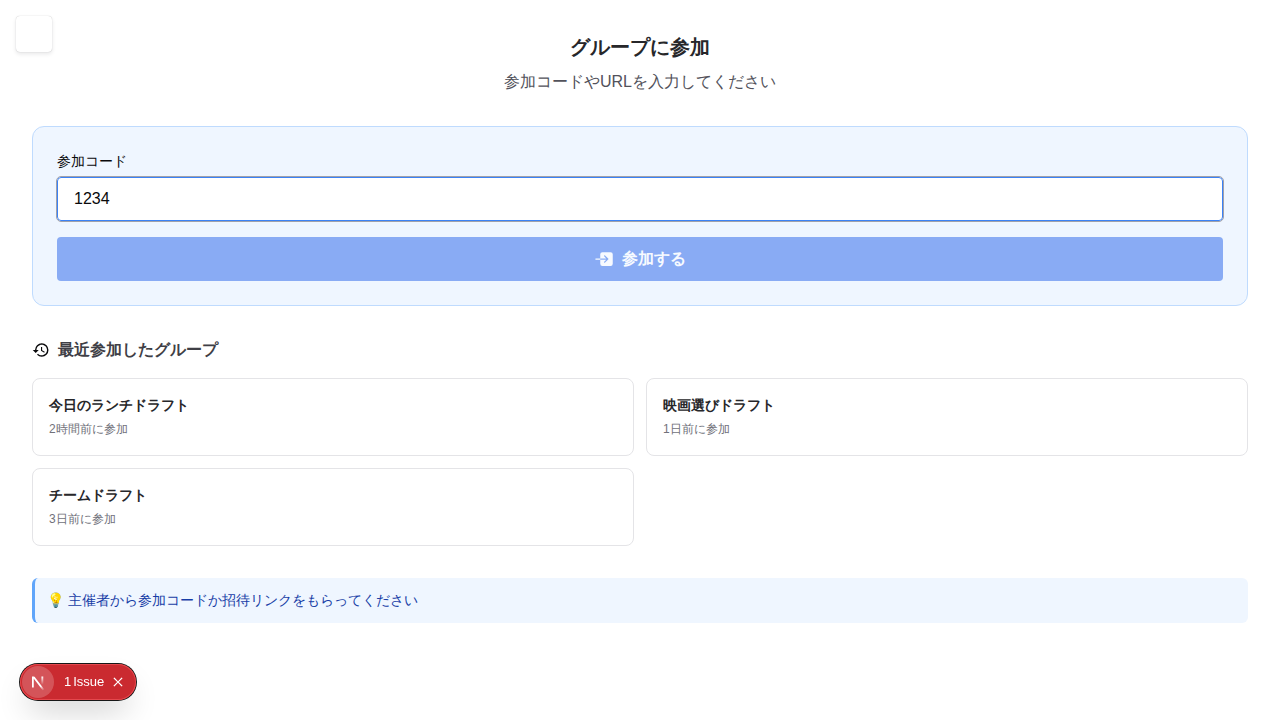 グループに参加
参加コードやURLを入力してください
参加コード
1234
参加する
最近参加したグループ
今日のランチドラフト
2時間前に参加
映画選びドラフト
1日前に参加
チームドラフト
3日前に参加
💡 主催者から参加コードか招待リンクをもらってください
N 1 Issue